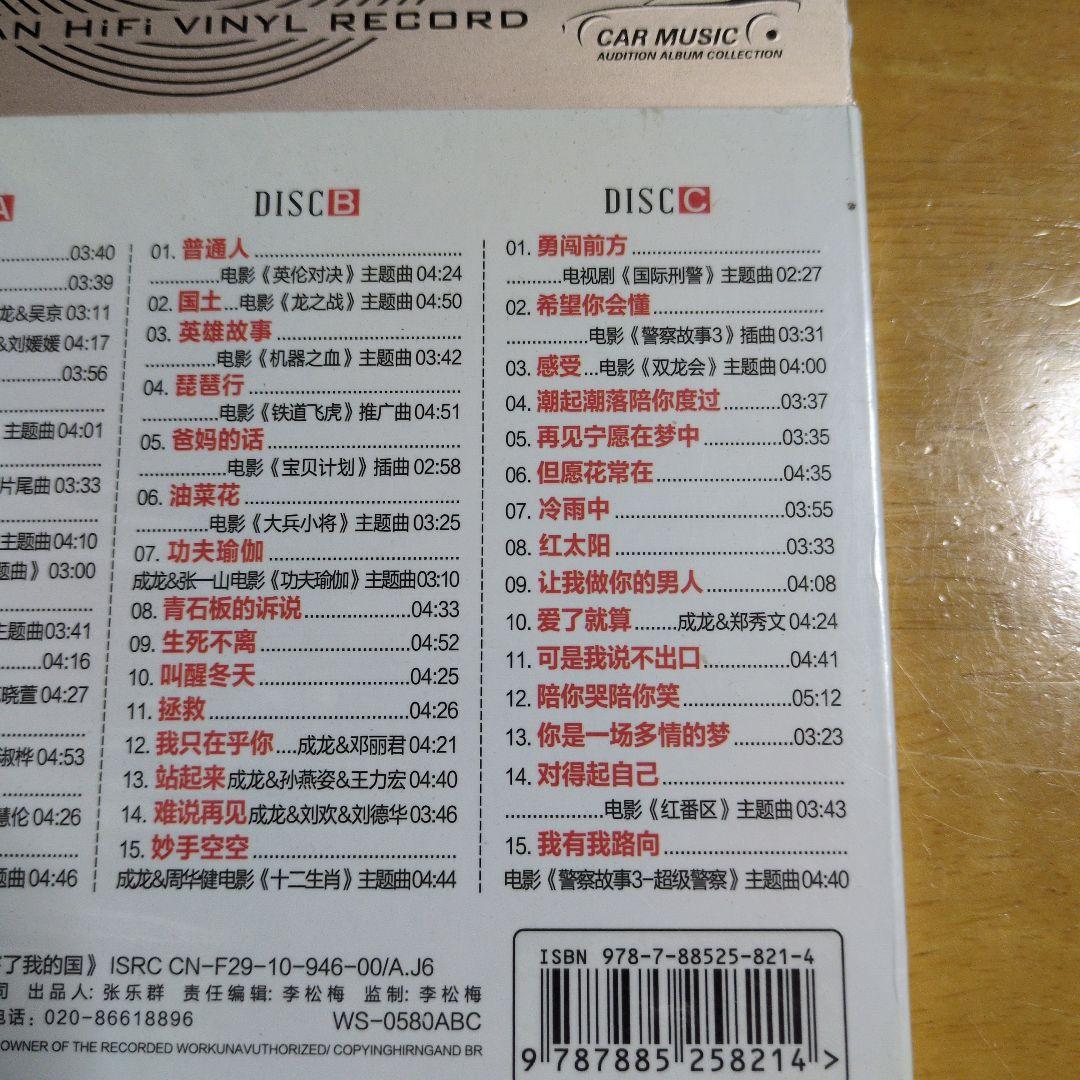 AN HiFi VINYL RECORD
CAR MUSIC
AUDITION ALBUM COLLECTION
A
03:40
03:39
龙&吴京 03:11
&刘媛媛 04:17
03:56
主题曲 04:01
片尾曲 03:33
主题曲 04:10
题曲》 03:00
主题曲 03:41
04:16
晓萱 04:27
淑桦 04:53
慧伦 04:26
题曲 04:46
DISC B
01. 普通人
电影《英伦对决》主题曲 04:24
02. 国土...电影《龙之战》主题曲 04:50
03. 英雄故事
电影《机器之血》主题曲 03:42
04. 琵琶行
电影《铁道飞虎》推广曲 04:51
05. 爸妈的话
电影《宝贝计划》插曲 02:58
06. 油菜花
电影《大兵小将》主题曲 03:25
07. 功夫瑜伽
成龙&张一山电影《功夫瑜伽》主题曲03:10
08. 青石板的诉说 04:33
09. 生死不离 04:52
10. 叫醒冬天 04:25
11. 拯救 04:26
12. 我只在乎你....成龙&邓丽君 04:21
13. 站起来 成龙&孙燕姿&王力宏 04:40
14. 难说再见 成龙&刘欢&刘德华 03:46
15. 妙手空空
成龙&周华健电影《十二生肖》主题曲04:44
DISC C
01. 勇闯前方
电视剧《国际刑警》主题曲 02:27
02. 希望你会懂
电影《警察故事3》插曲 03:31
03. 感受...电影《双龙会》主题曲 04:00
04. 潮起潮落陪你度过 03:37
05. 再见宁愿在梦中 03:35
06. 但愿花常在 04:35
07. 冷雨中 03:55
08. 红太阳 03:33
09. 让我做你的男人 04:08
10. 爱了就算 成龙&郑秀文 04:24
11. 可是我说不出口 04:41
12. 陪你哭陪你笑 05:12
13. 你是一场多情的梦 03:23
14. 对得起自己
电影《红番区》主题曲 03:43
15. 我有我路向
电影《警察故事3-超级警察》主题曲 04:40
了我的国》 ISRC CN-F29-10-946-00/A.J6
司 出品人: 张乐群 责任编辑: 李松梅 监制: 李松梅
电话: 020-86618896 WS-0580ABC
OWNER OF THE RECORDED WORKUNAVUTHORIZED/ COPYINGHIRNGAND BR
ISBN 978-7-88525-821-4
9 787885 258214 >